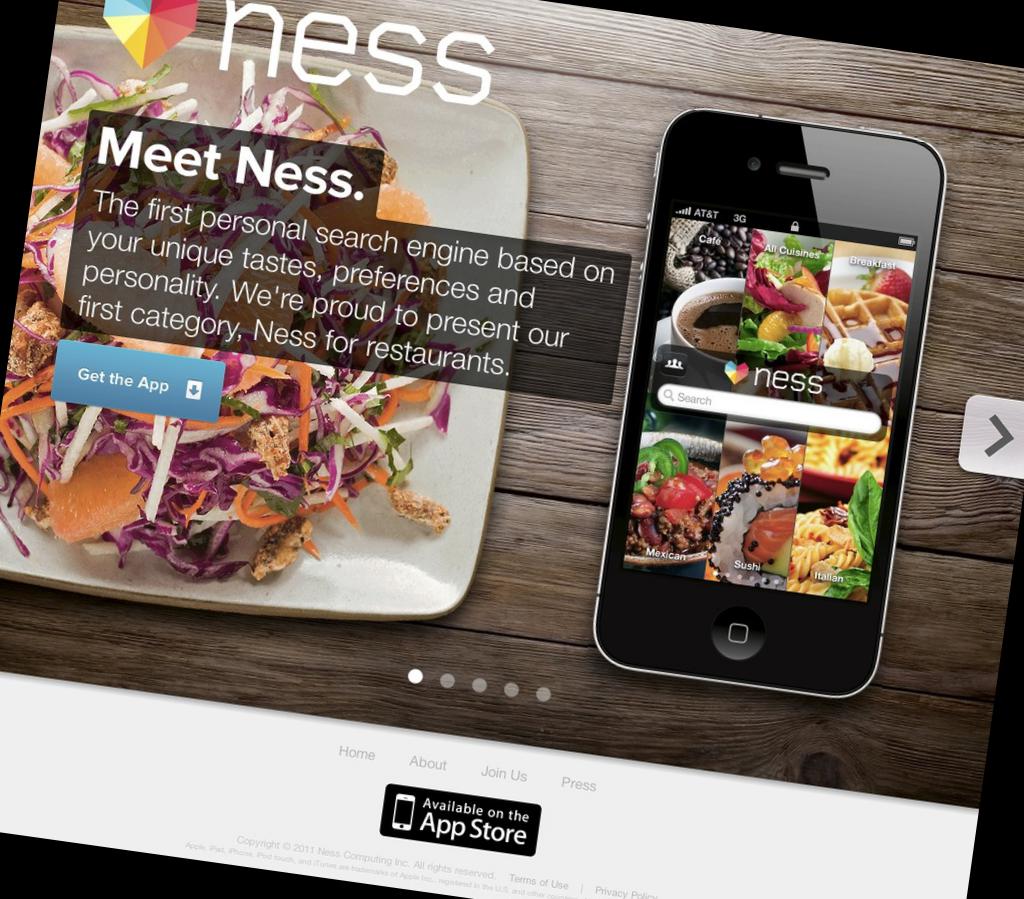 ness
Meet Ness.
The first personal search engine based on
your unique tastes, preferences and
personality. We're proud to present our
first category, Ness for restaurants.
Get the App
AT&T 3G
Café
All Cuisines
Breakfast
ness
Search
Mexican
Sushi
Italian
Home About Join Us Press
Available on the
App Store
Copyright © 2011 Ness Computing Inc. All rights reserved. Terms of Use | Privacy Policy
Apple, iPad, iPhone, iPod touch, and iTunes are trademarks of Apple Inc., registered in the U.S. and other